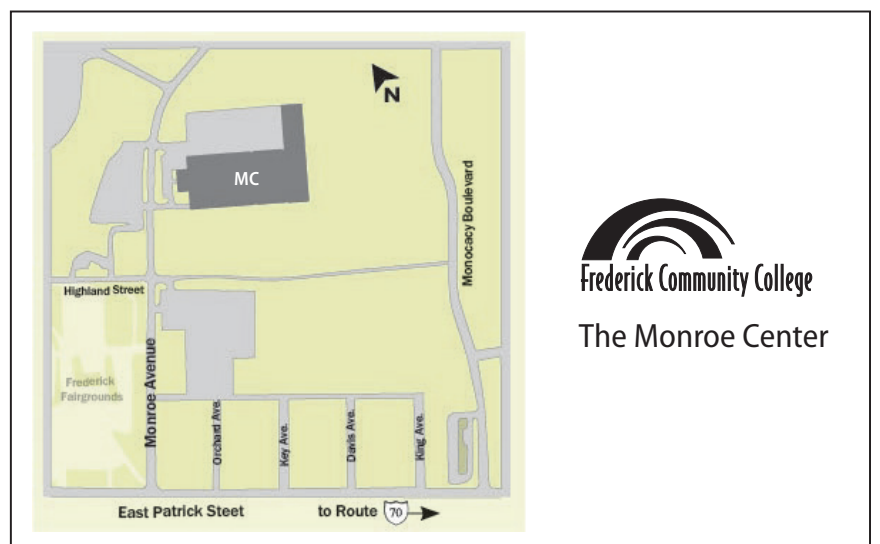 N
MC
Monocacy Boulevard
Highland Street
Frederick
Fairgrounds
Monroe Avenue
Orchard Ave.
Key Ave.
Davis Ave.
King Ave.
East Patrick Steet
to Route 70
Frederick Community College
The Monroe Center